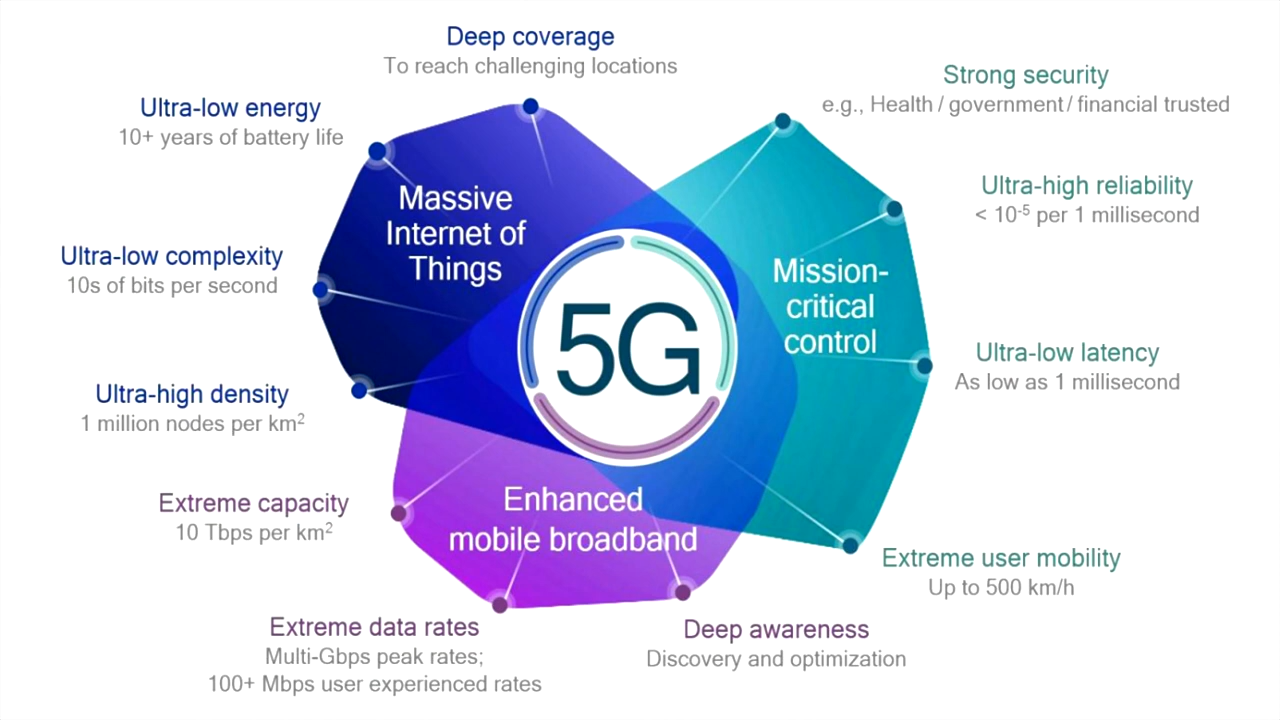 Deep coverage
To reach challenging locations
Strong security
e.g., Health / government / financial trusted
Ultra-low energy
10+ years of battery life
Ultra-high reliability
< 10⁻⁵ per 1 millisecond
Massive
Internet of
Things
Ultra-low complexity
10s of bits per second
Mission-
critical
control
5G
Ultra-low latency
As low as 1 millisecond
Ultra-high density
1 million nodes per km²
Extreme capacity
10 Tbps per km²
Enhanced
mobile broadband
Extreme user mobility
Up to 500 km/h
Extreme data rates
Multi-Gbps peak rates;
100+ Mbps user experienced rates
Deep awareness
Discovery and optimization